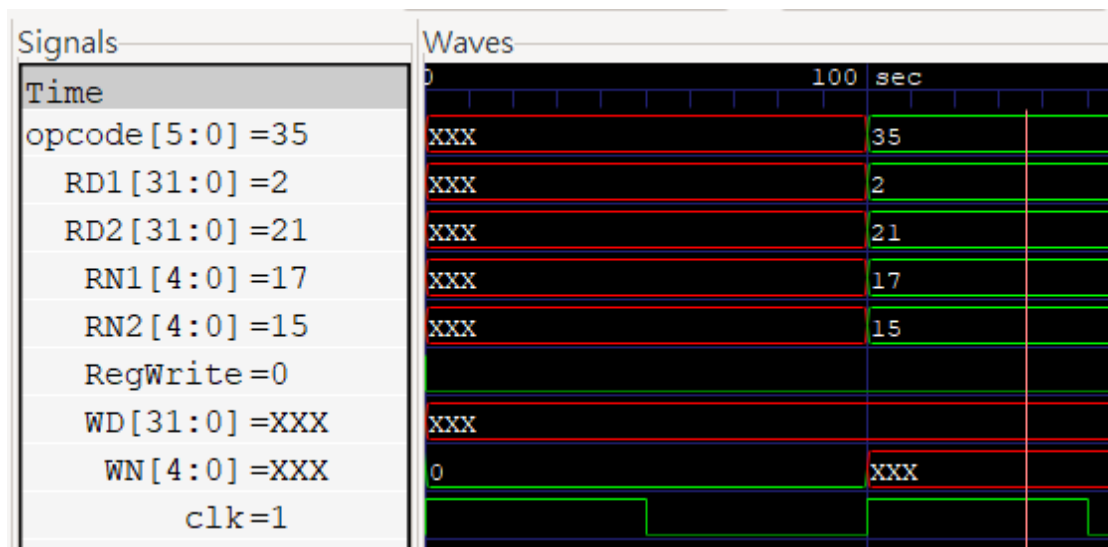 Signals Waves
Time 0 100 sec
opcode[5:0]=35 XXX 35
RD1[31:0]=2 XXX 2
RD2[31:0]=21 XXX 21
RN1[4:0]=17 XXX 17
RN2[4:0]=15 XXX 15
RegWrite=0
WD[31:0]=XXX XXX
WN[4:0]=XXX 0 XXX
clk=1